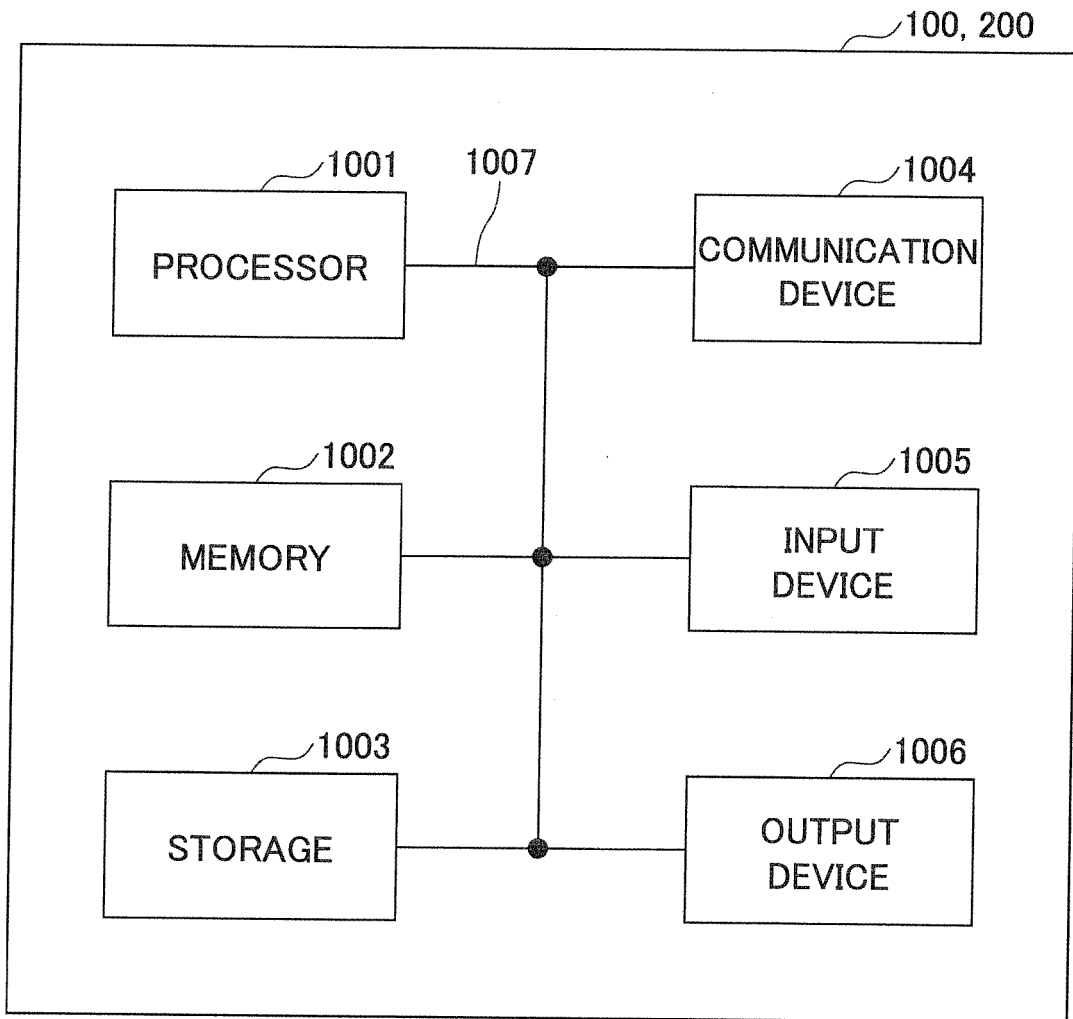 100, 200
1001
1007
1004
PROCESSOR
COMMUNICATION
DEVICE
1002
1005
MEMORY
INPUT
DEVICE
1003
1006
STORAGE
OUTPUT
DEVICE